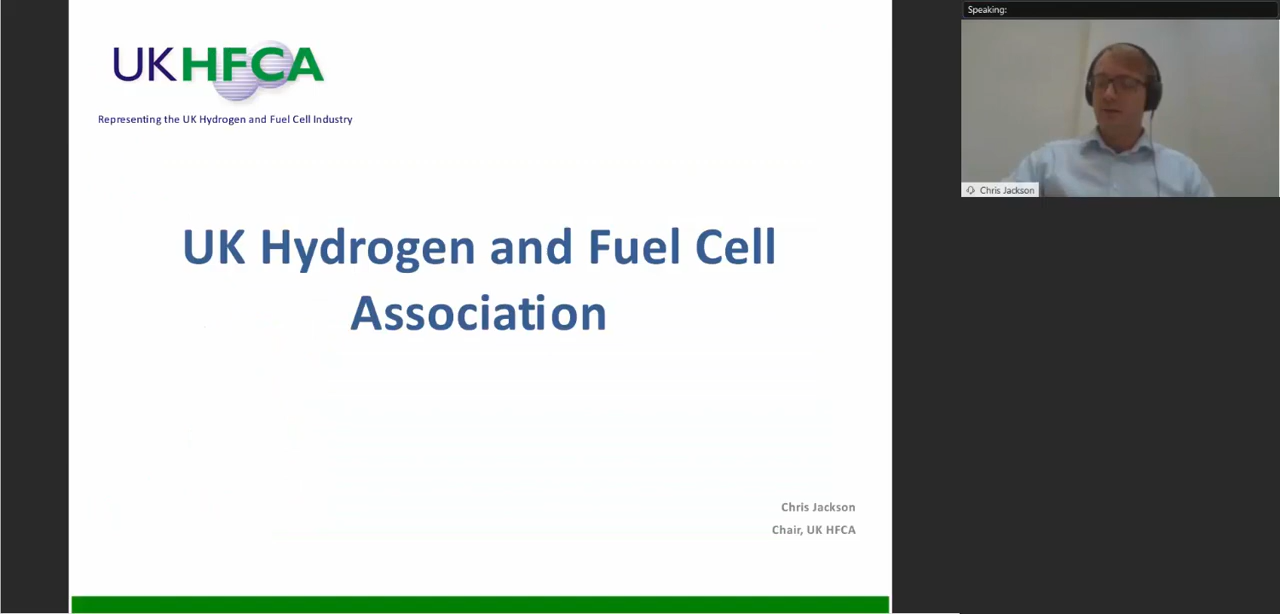 UKHFCA
Representing the UK Hydrogen and Fuel Cell Industry
UK Hydrogen and Fuel Cell
Association
Chris Jackson
Chair, UK HFCA
Speaking:
Chris Jackson